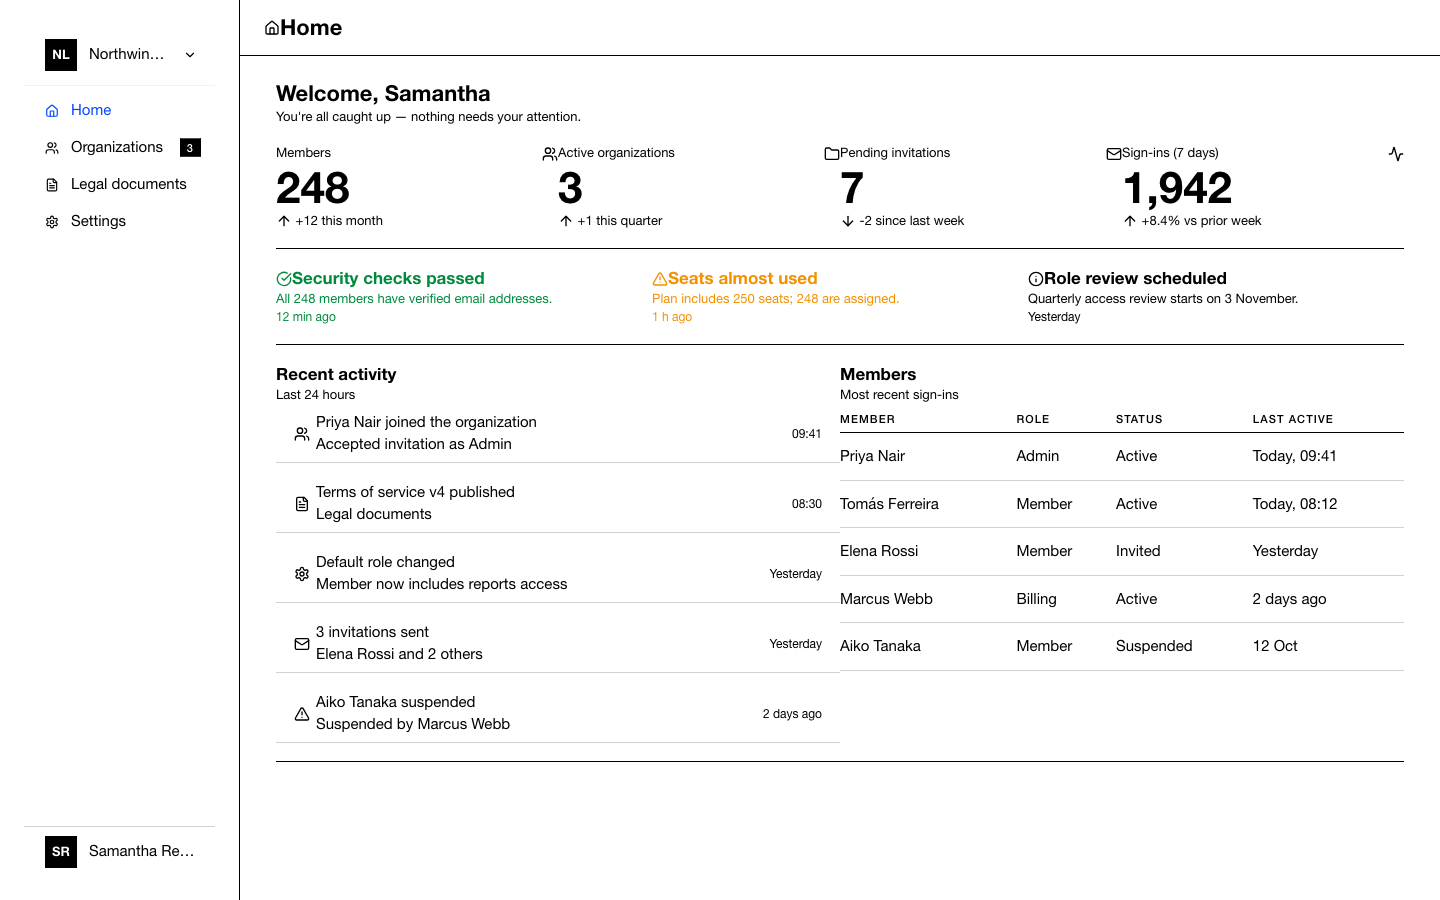 NL Northwin…
Home
Organizations 3
Legal documents
Settings
SR Samantha Re…
Home
Welcome, Samantha
You're all caught up — nothing needs your attention.
Members
248
+12 this month
Active organizations
3
+1 this quarter
Pending invitations
7
-2 since last week
Sign-ins (7 days)
1,942
+8.4% vs prior week
Security checks passed
All 248 members have verified email addresses.
12 min ago
Seats almost used
Plan includes 250 seats; 248 are assigned.
1 h ago
Role review scheduled
Quarterly access review starts on 3 November.
Yesterday
Recent activity
Last 24 hours
Priya Nair joined the organization
Accepted invitation as Admin
09:41
Terms of service v4 published
Legal documents
08:30
Default role changed
Member now includes reports access
Yesterday
3 invitations sent
Elena Rossi and 2 others
Yesterday
Aiko Tanaka suspended
Suspended by Marcus Webb
2 days ago
Members
Most recent sign-ins
MEMBER ROLE STATUS LAST ACTIVE
Priya Nair Admin Active Today, 09:41
Tomás Ferreira Member Active Today, 08:12
Elena Rossi Member Invited Yesterday
Marcus Webb Billing Active 2 days ago
Aiko Tanaka Member Suspended 12 Oct